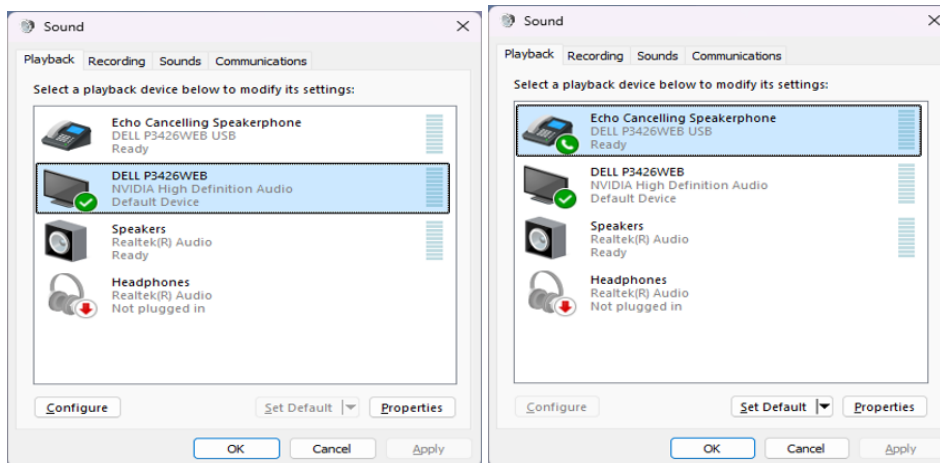 Sound
Playback Recording Sounds Communications
Select a playback device below to modify its settings:
Echo Cancelling Speakerphone
DELL P3426WEB USB
Ready
DELL P3426WEB
NVIDIA High Definition Audio
Default Device
Speakers
Realtek(R) Audio
Ready
Headphones
Realtek(R) Audio
Not plugged in
Configure Set Default Properties
OK Cancel Apply
Sound
Playback Recording Sounds Communications
Select a playback device below to modify its settings:
Echo Cancelling Speakerphone
DELL P3426WEB USB
Ready
DELL P3426WEB
NVIDIA High Definition Audio
Default Device
Speakers
Realtek(R) Audio
Ready
Headphones
Realtek(R) Audio
Not plugged in
Configure Set Default Properties
OK Cancel Apply